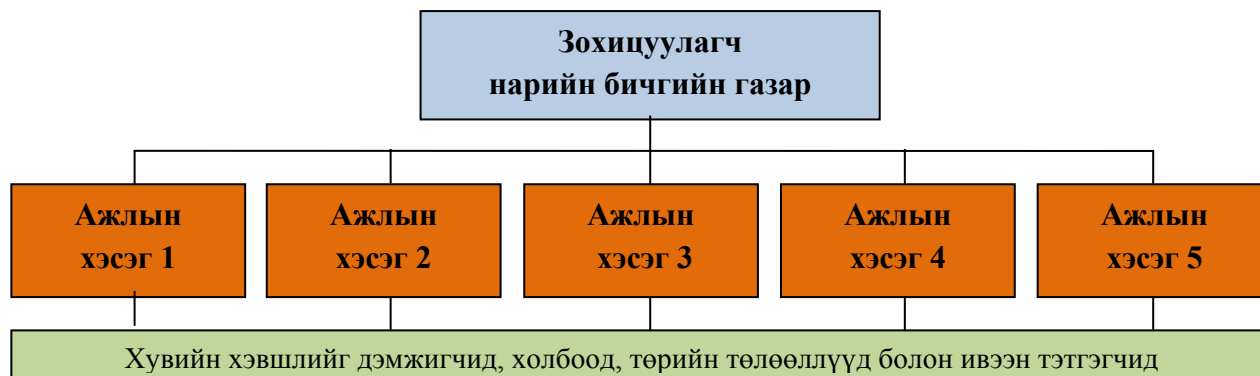 Зохицуулагч
нарийн бичгийн газар
Ажлын
хэсэг 1
Ажлын
хэсэг 2
Ажлын
хэсэг 3
Ажлын
хэсэг 4
Ажлын
хэсэг 5
Хувийн хэвшлийг дэмжигчид, холбоод, төрийн төлөөллүүд болон ивээн тэтгэгчид